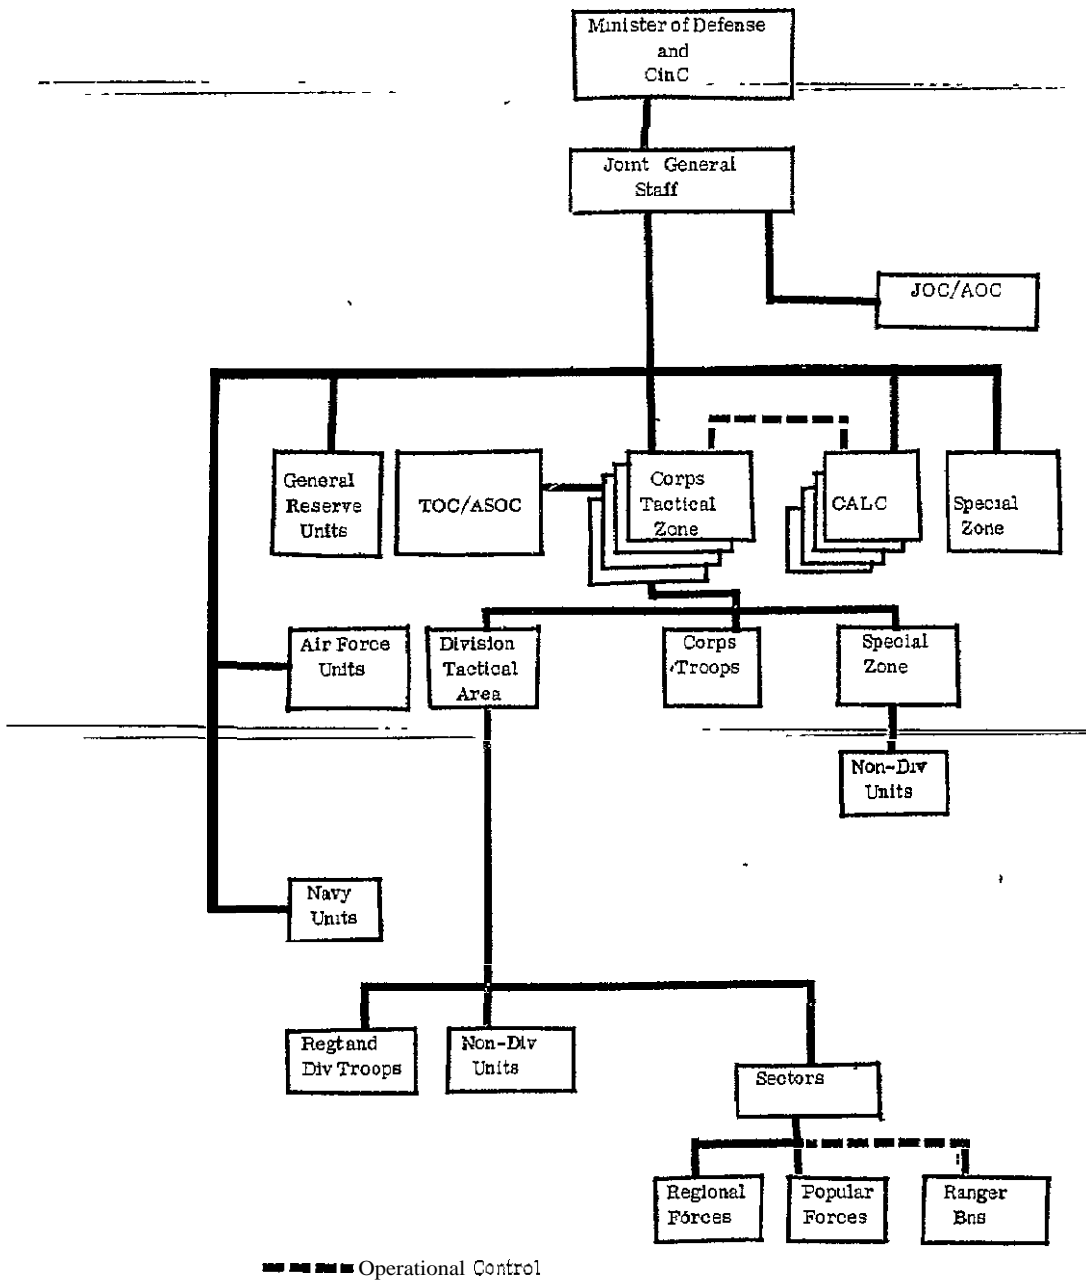 Minister of Defense
and
CinC
Joint General
Staff
JOC/AOC
General
Reserve
Units
TOC/ASOC
Corps
Tactical
Zone
CALC
Special
Zone
Air Force
Units
Division
Tactical
Area
Corps
Troops
Special
Zone
Non-Div
Units
Navy
Units
Regt and
Div Troops
Non-Div
Units
Sectors
Regional
Forces
Popular
Forces
Ranger
Bns
Operational Control